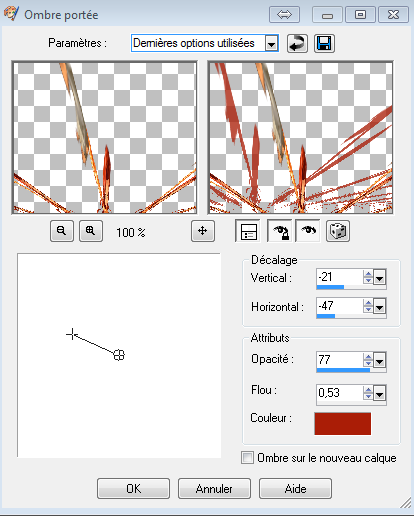 Ombre portée
Paramètres : Dernières options utilisées
100 %
Décalage
Vertical : -21
Horizontal : -47
Attributs
Opacité : 77
Flou : 0,53
Couleur :
Ombre sur le nouveau calque
OK Annuler Aide